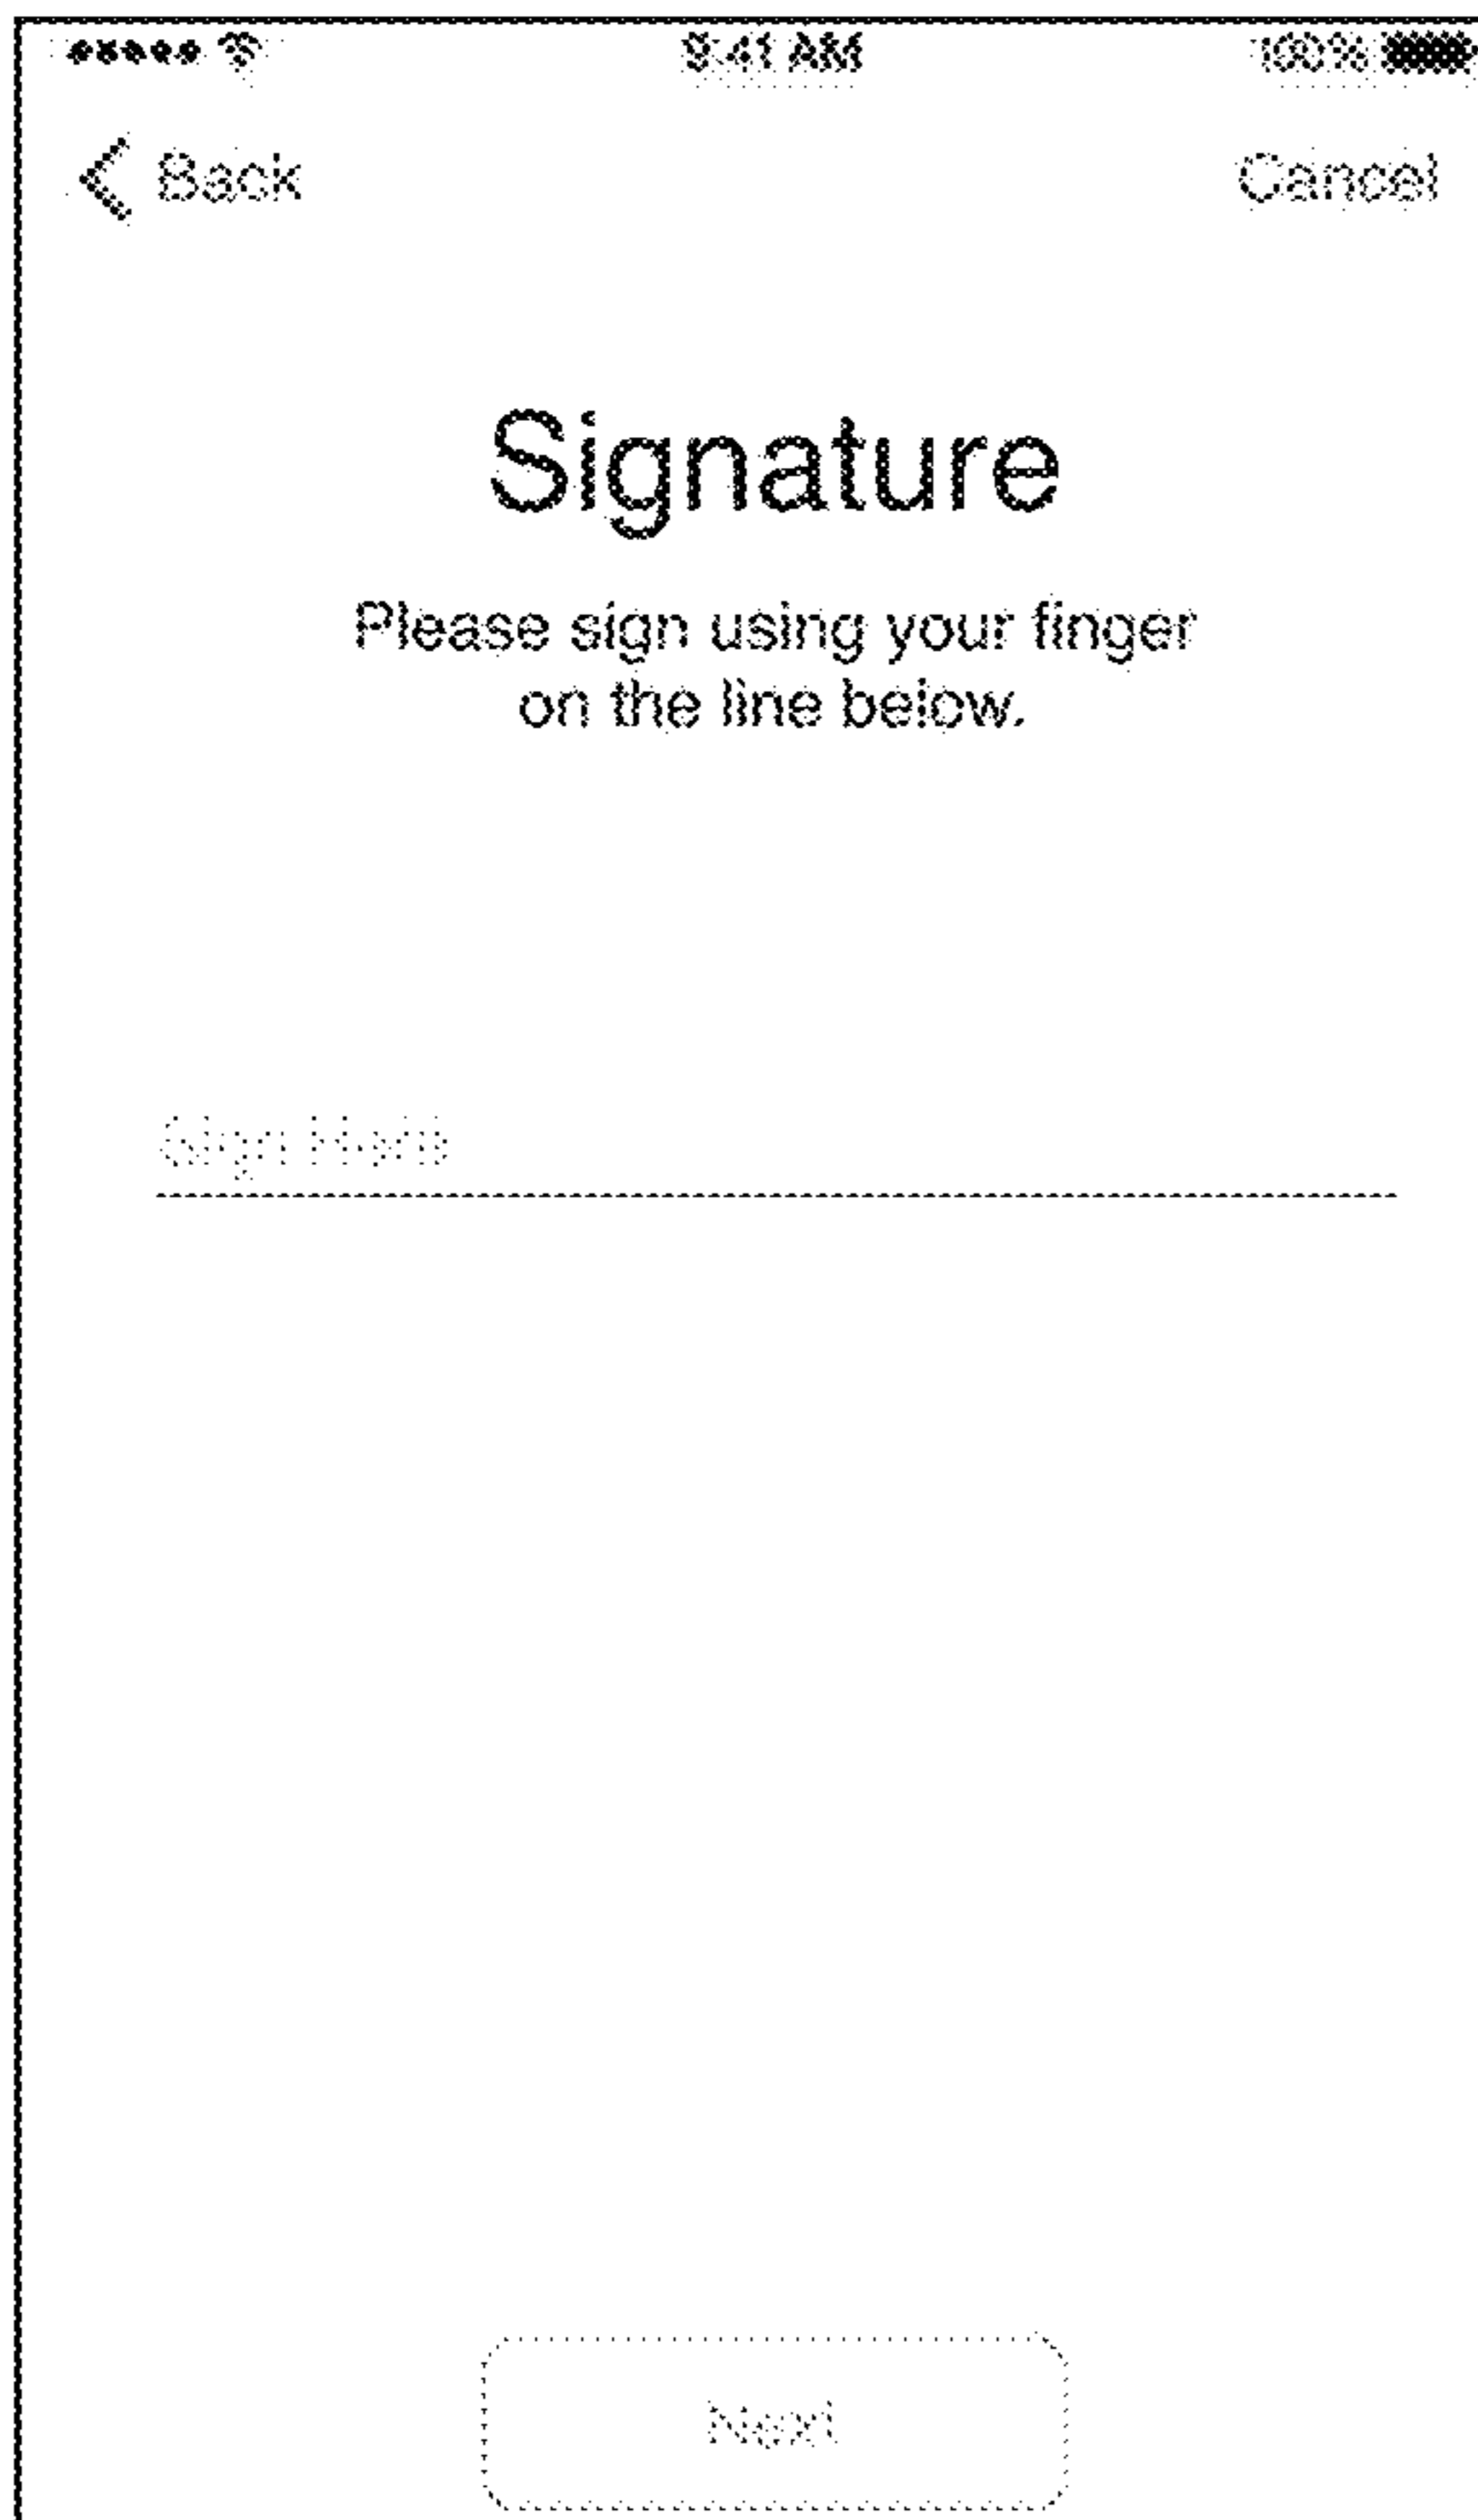 9:41 AM 100%
Back Cancel
Signature
Please sign using your finger
on the line below.
Sign Here
Next